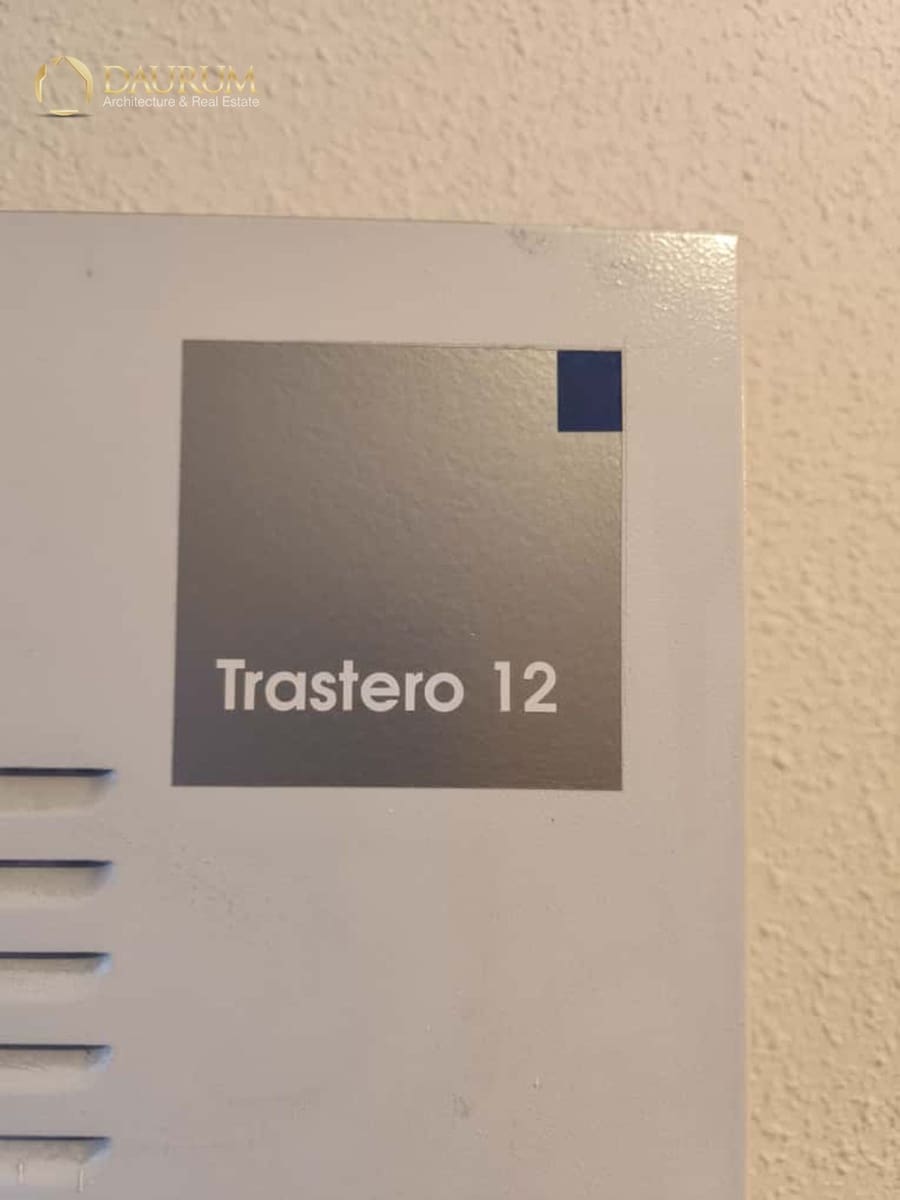 DAURUM
Architecture & Real Estate
Trastero 12